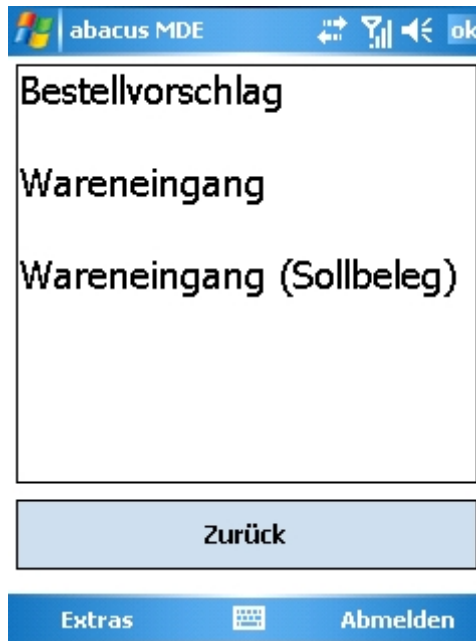 abacus MDE
ok
Bestellvorschlag
Wareneingang
Wareneingang (Sollbeleg)
Zurück
Extras
Abmelden